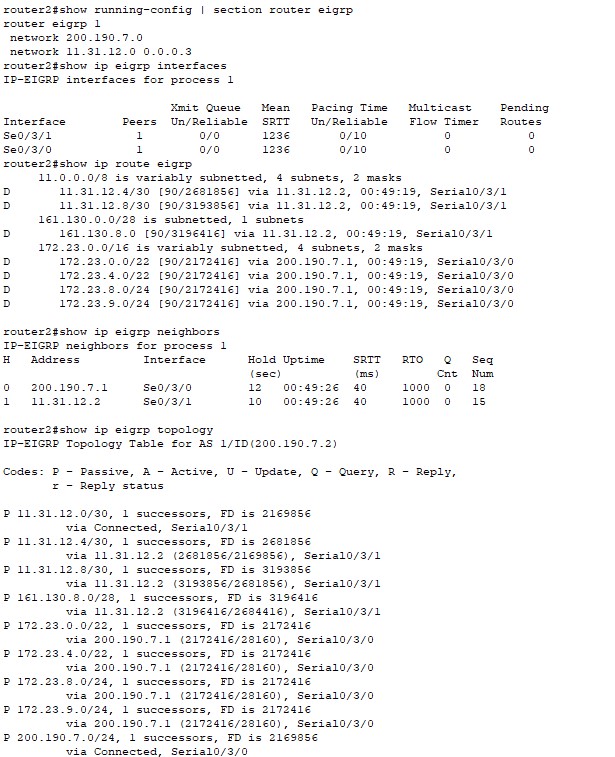 router2#show running-config | section router eigrp
router eigrp 1
 network 200.190.7.0
 network 11.31.12.0 0.0.0.3
router2#show ip eigrp interfaces
IP-EIGRP interfaces for process 1

                        Xmit Queue   Mean   Pacing Time   Multicast    Pending
Interface        Peers  Un/Reliable  SRTT   Un/Reliable   Flow Timer   Routes
Se0/3/1            1        0/0      1236       0/10           0           0
Se0/3/0            1        0/0      1236       0/10           0           0
router2#show ip route eigrp
     11.0.0.0/8 is variably subnetted, 4 subnets, 2 masks
D       11.31.12.4/30 [90/2681856] via 11.31.12.2, 00:49:19, Serial0/3/1
D       11.31.12.8/30 [90/3193856] via 11.31.12.2, 00:49:19, Serial0/3/1
     161.130.0.0/28 is subnetted, 1 subnets
D       161.130.8.0 [90/3196416] via 11.31.12.2, 00:49:19, Serial0/3/1
     172.23.0.0/16 is variably subnetted, 4 subnets, 2 masks
D       172.23.0.0/22 [90/2172416] via 200.190.7.1, 00:49:19, Serial0/3/0
D       172.23.4.0/22 [90/2172416] via 200.190.7.1, 00:49:19, Serial0/3/0
D       172.23.8.0/24 [90/2172416] via 200.190.7.1, 00:49:19, Serial0/3/0
D       172.23.9.0/24 [90/2172416] via 200.190.7.1, 00:49:19, Serial0/3/0

router2#show ip eigrp neighbors
IP-EIGRP neighbors for process 1
H   Address         Interface      Hold Uptime    SRTT   RTO   Q   Seq
                                   (sec)          (ms)        Cnt  Num
0   200.190.7.1     Se0/3/0        12   00:49:26  40     1000  0   18
1   11.31.12.2      Se0/3/1        10   00:49:26  40     1000  0   15

router2#show ip eigrp topology
IP-EIGRP Topology Table for AS 1/ID(200.190.7.2)

Codes: P - Passive, A - Active, U - Update, Q - Query, R - Reply,
       r - Reply status

P 11.31.12.0/30, 1 successors, FD is 2169856
         via Connected, Serial0/3/1
P 11.31.12.4/30, 1 successors, FD is 2681856
         via 11.31.12.2 (2681856/2169856), Serial0/3/1
P 11.31.12.8/30, 1 successors, FD is 3193856
         via 11.31.12.2 (3193856/2681856), Serial0/3/1
P 161.130.8.0/28, 1 successors, FD is 3196416
         via 11.31.12.2 (3196416/2684416), Serial0/3/1
P 172.23.0.0/22, 1 successors, FD is 2172416
         via 200.190.7.1 (2172416/28160), Serial0/3/0
P 172.23.4.0/22, 1 successors, FD is 2172416
         via 200.190.7.1 (2172416/28160), Serial0/3/0
P 172.23.8.0/24, 1 successors, FD is 2172416
         via 200.190.7.1 (2172416/28160), Serial0/3/0
P 172.23.9.0/24, 1 successors, FD is 2172416
         via 200.190.7.1 (2172416/28160), Serial0/3/0
P 200.190.7.0/24, 1 successors, FD is 2169856
         via Connected, Serial0/3/0